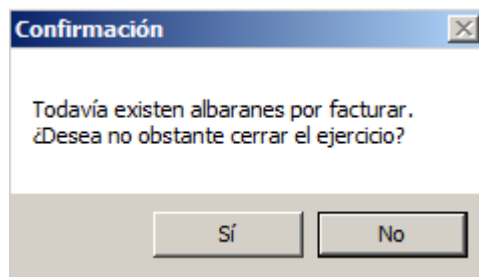 Confirmación
Todavía existen albaranes por facturar.
¿Desea no obstante cerrar el ejercicio?
Sí
No